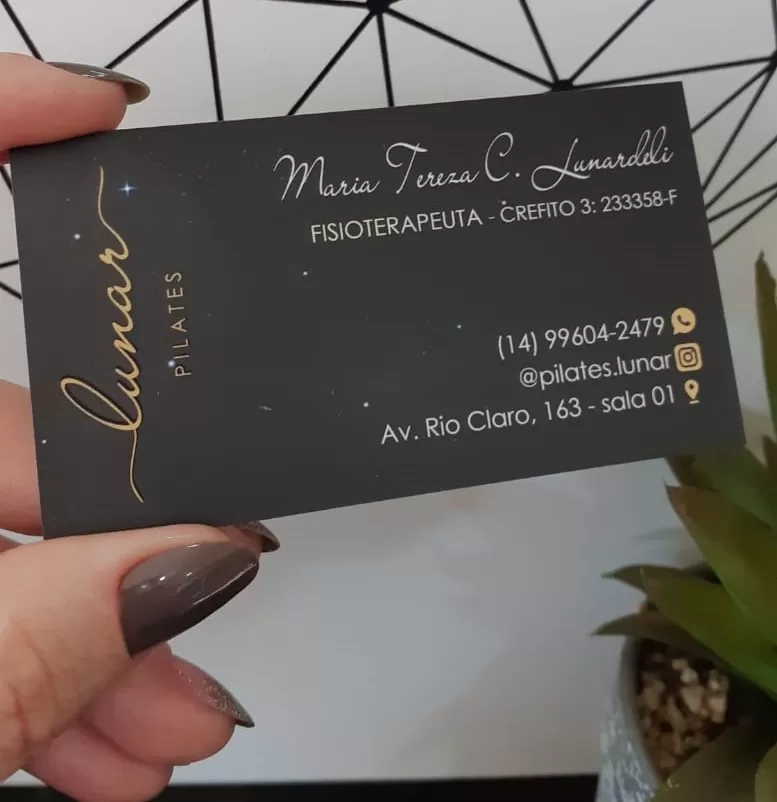 lunar
PILATES
Maria Tereza C. Lunardeli
FISIOTERAPEUTA - CREFITO 3: 233358-F
(14) 99604-2479
@pilates.lunar
Av. Rio Claro, 163 - sala 01